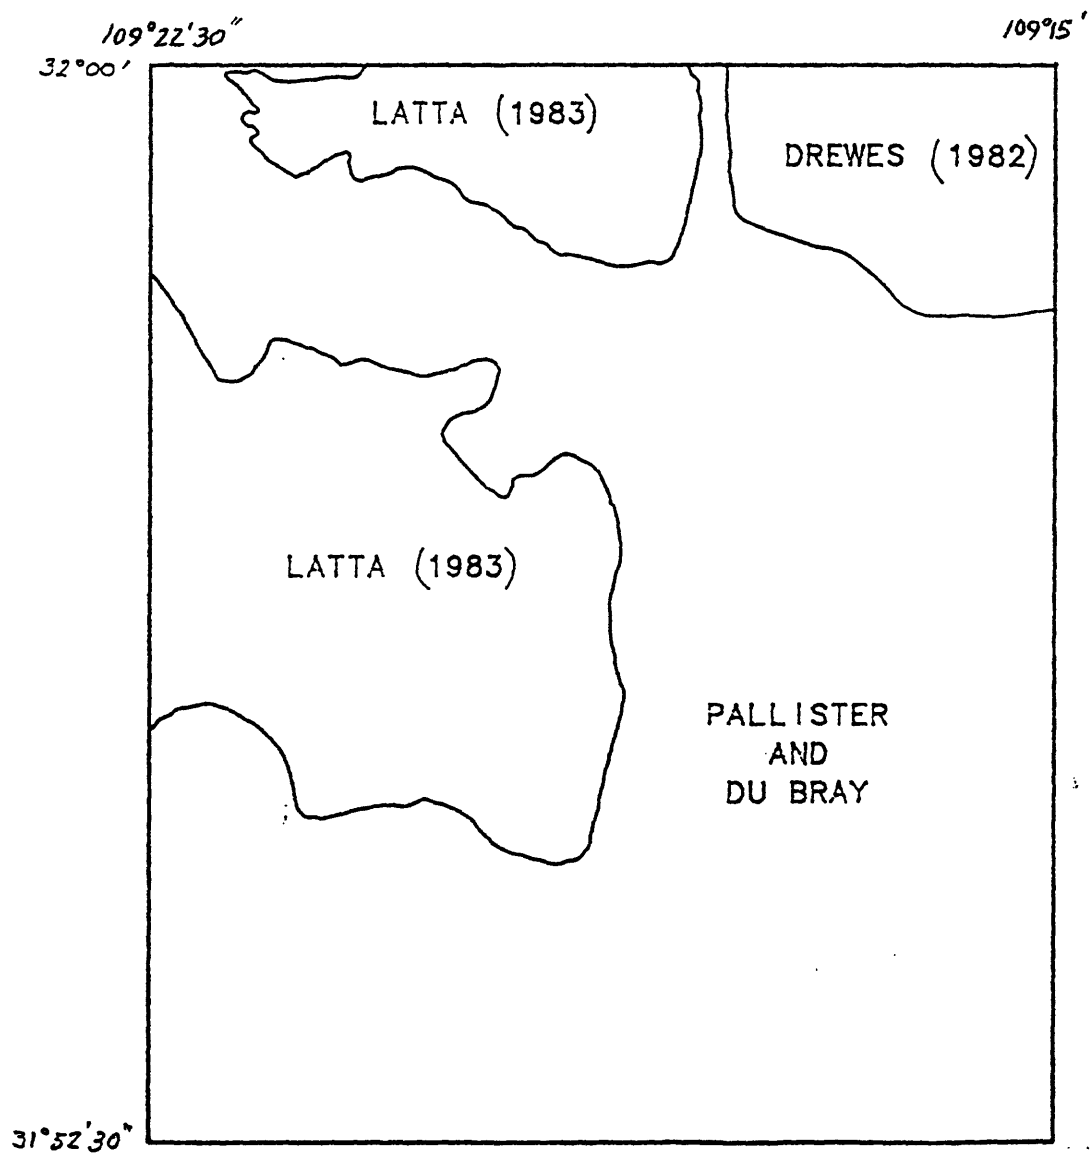 109°22'30"
109°15'
32°00'
LATTA (1983)
DREWES (1982)
LATTA (1983)
PALLISTER
AND
DU BRAY
31°52'30"